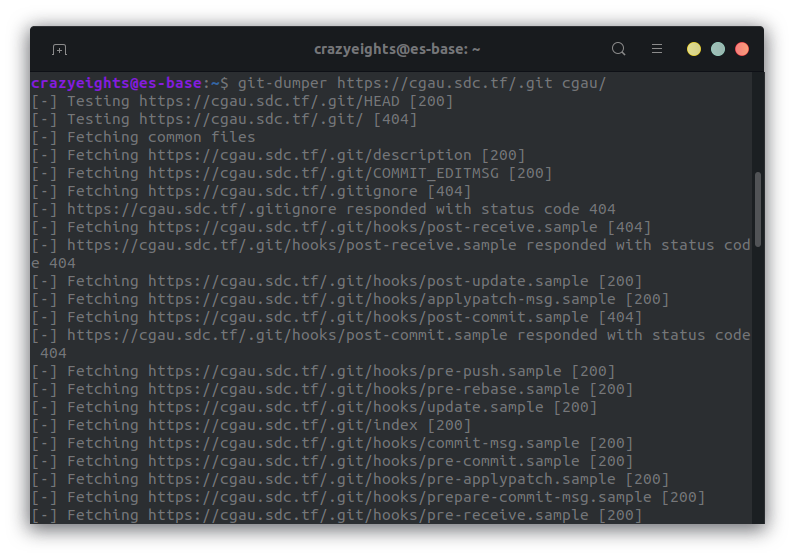 crazyeights@es-base: ~
crazyeights@es-base:~$ git-dumper https://cgau.sdc.tf/.git cgau/
[-] Testing https://cgau.sdc.tf/.git/HEAD [200]
[-] Testing https://cgau.sdc.tf/.git/ [404]
[-] Fetching common files
[-] Fetching https://cgau.sdc.tf/.git/description [200]
[-] Fetching https://cgau.sdc.tf/.git/COMMIT_EDITMSG [200]
[-] Fetching https://cgau.sdc.tf/.gitignore [404]
[-] https://cgau.sdc.tf/.gitignore responded with status code 404
[-] Fetching https://cgau.sdc.tf/.git/hooks/post-receive.sample [404]
[-] https://cgau.sdc.tf/.git/hooks/post-receive.sample responded with status cod
e 404
[-] Fetching https://cgau.sdc.tf/.git/hooks/post-update.sample [200]
[-] Fetching https://cgau.sdc.tf/.git/hooks/applypatch-msg.sample [200]
[-] Fetching https://cgau.sdc.tf/.git/hooks/post-commit.sample [404]
[-] https://cgau.sdc.tf/.git/hooks/post-commit.sample responded with status code
 404
[-] Fetching https://cgau.sdc.tf/.git/hooks/pre-push.sample [200]
[-] Fetching https://cgau.sdc.tf/.git/hooks/pre-rebase.sample [200]
[-] Fetching https://cgau.sdc.tf/.git/hooks/update.sample [200]
[-] Fetching https://cgau.sdc.tf/.git/index [200]
[-] Fetching https://cgau.sdc.tf/.git/hooks/commit-msg.sample [200]
[-] Fetching https://cgau.sdc.tf/.git/hooks/pre-commit.sample [200]
[-] Fetching https://cgau.sdc.tf/.git/hooks/pre-applypatch.sample [200]
[-] Fetching https://cgau.sdc.tf/.git/hooks/prepare-commit-msg.sample [200]
[-] Fetching https://cgau.sdc.tf/.git/hooks/pre-receive.sample [200]